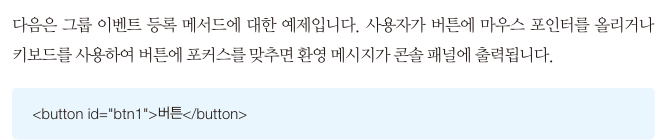 다음은 그룹 이벤트 등록 메서드에 대한 예제입니다. 사용자가 버튼에 마우스 포인터를 올리거나
키보드를 사용하여 버튼에 포커스를 맞추면 환영 메시지가 콘솔 패널에 출력됩니다.
<button id="btn1">버튼</button>